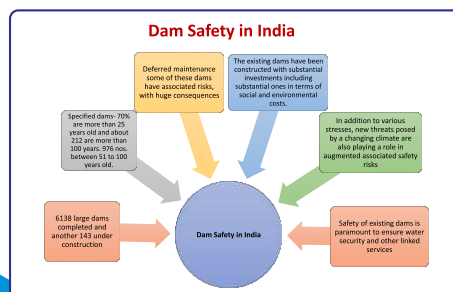 Dam Safety in India
Deferred maintenance
some of these dams
have associated risks,
with huge consequences
The existing dams have been
constructed with substantial
investments including
substantial ones in terms of
social and environmental
costs.
Specified dams- 70%
are more than 25
years old and about
212 are more than
100 years. 976 nos.
between 51 to 100
years old.
In addition to various
stresses, new threats posed
by a changing climate are
also playing a role in
augmented associated safety
risks
6138 large dams
completed and
another 143 under
construction
Dam Safety in India
Safety of existing dams is
paramount to ensure water
security and other linked
services